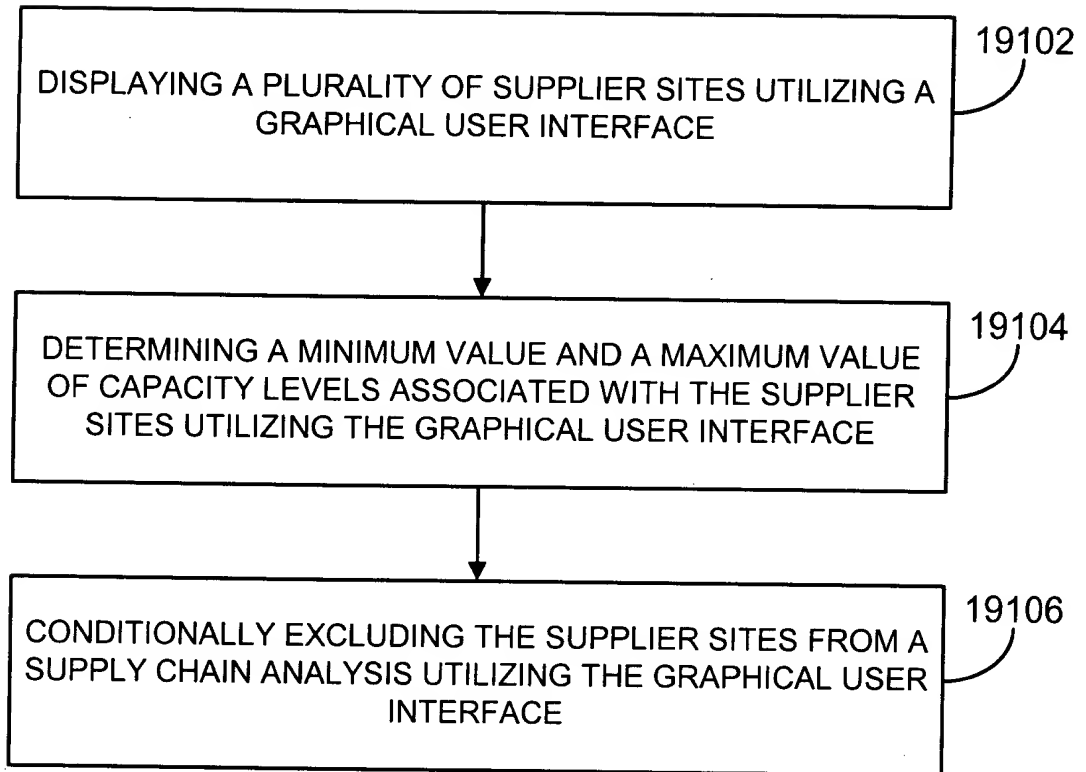 19102
DISPLAYING A PLURALITY OF SUPPLIER SITES UTILIZING A
GRAPHICAL USER INTERFACE
19104
DETERMINING A MINIMUM VALUE AND A MAXIMUM VALUE
OF CAPACITY LEVELS ASSOCIATED WITH THE SUPPLIER
SITES UTILIZING THE GRAPHICAL USER INTERFACE
19106
CONDITIONALLY EXCLUDING THE SUPPLIER SITES FROM A
SUPPLY CHAIN ANALYSIS UTILIZING THE GRAPHICAL USER
INTERFACE